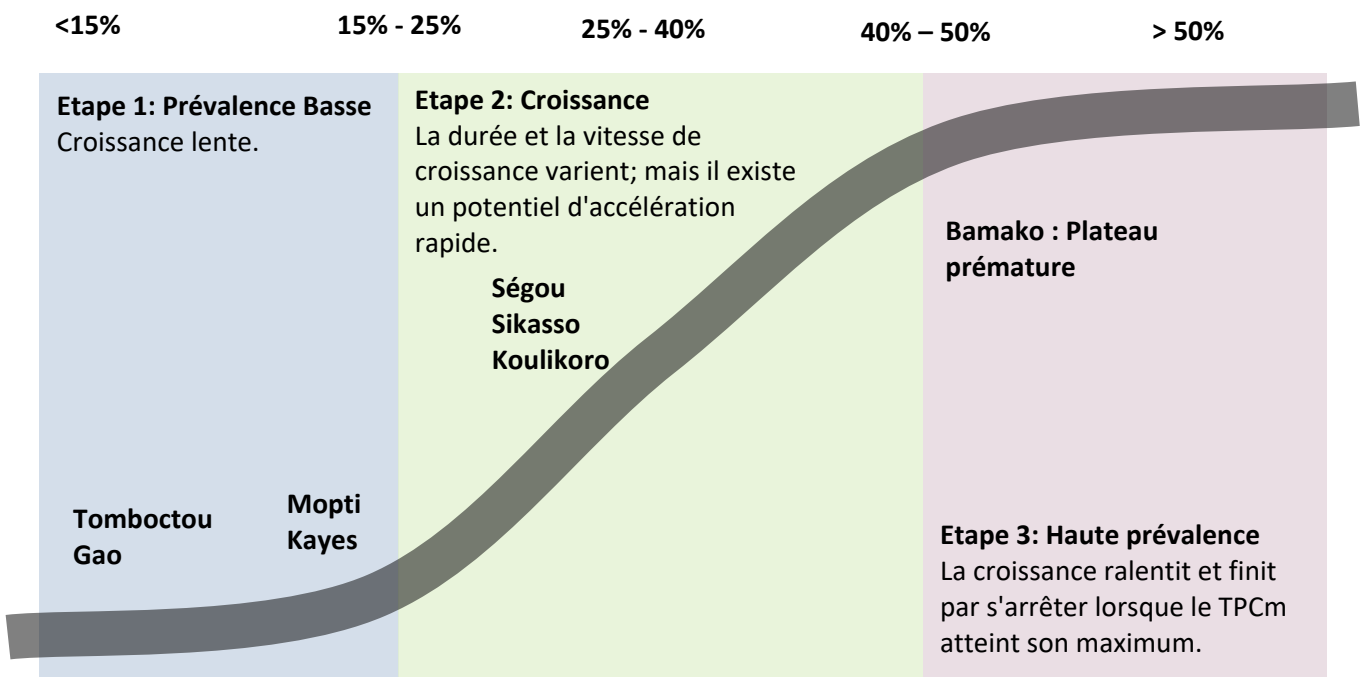 <15%
15% - 25%
25% - 40%
40% – 50%
> 50%
Etape 1: Prévalence Basse
Croissance lente.
Etape 2: Croissance
La durée et la vitesse de
croissance varient; mais il existe
un potentiel d'accélération
rapide.
Ségou
Sikasso
Koulikoro
Bamako : Plateau
prémature
Tomboctou
Gao
Mopti
Kayes
Etape 3: Haute prévalence
La croissance ralentit et finit
par s'arrêter lorsque le TPCm
atteint son maximum.